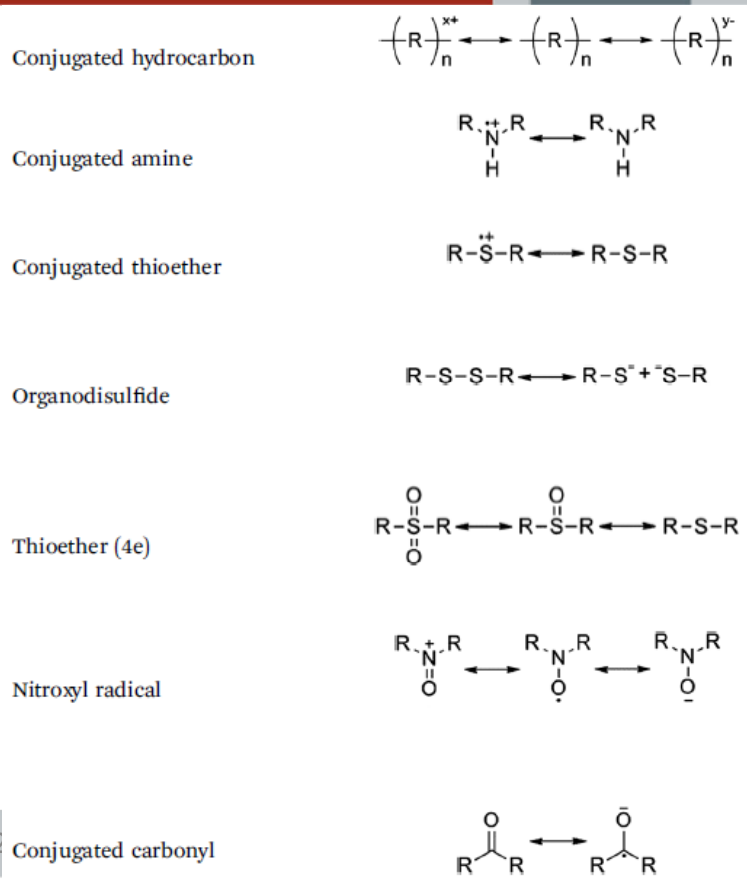 Conjugated hydrocarbon
(R)n x+ ⟷ (R)n ⟷ (R)n y-
Conjugated amine
R N R H ⟷ R N R H
Conjugated thioether
R-S-R ⟷ R-S-R
Organodisulfide
R-S-S-R ⟷ R-S⁻ + ⁻S-R
Thioether (4e)
O O O
R-S-R ⟷ R-S-R ⟷ R-S-R
Nitroxyl radical
R + R R R R R
N N N
O O O
Conjugated carbonyl
O O
R R ⟷ R R